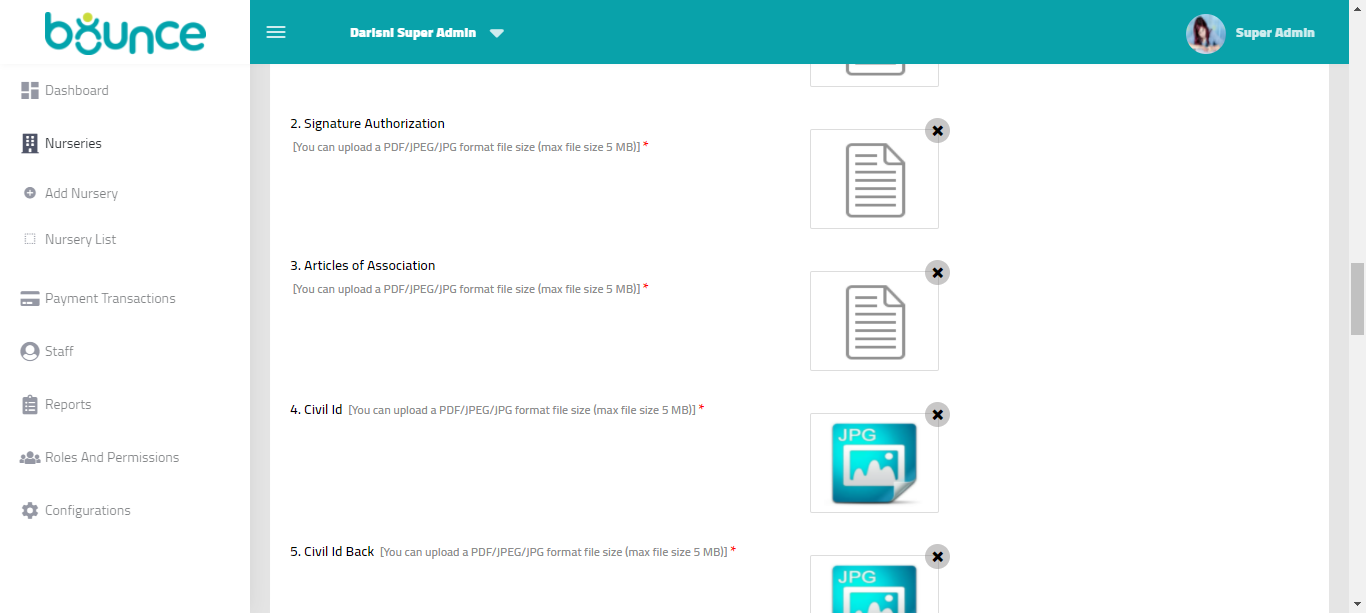 bounce
Darisni Super Admin
Super Admin
Dashboard
Nurseries
Add Nursery
Nursery List
Payment Transactions
Staff
Reports
Roles And Permissions
Configurations
2. Signature Authorization
[You can upload a PDF/JPEG/JPG format file size (max file size 5 MB)] *
3. Articles of Association
[You can upload a PDF/JPEG/JPG format file size (max file size 5 MB)] *
4. Civil Id [You can upload a PDF/JPEG/JPG format file size (max file size 5 MB)] *
JPG
5. Civil Id Back [You can upload a PDF/JPEG/JPG format file size (max file size 5 MB)] *
JPG